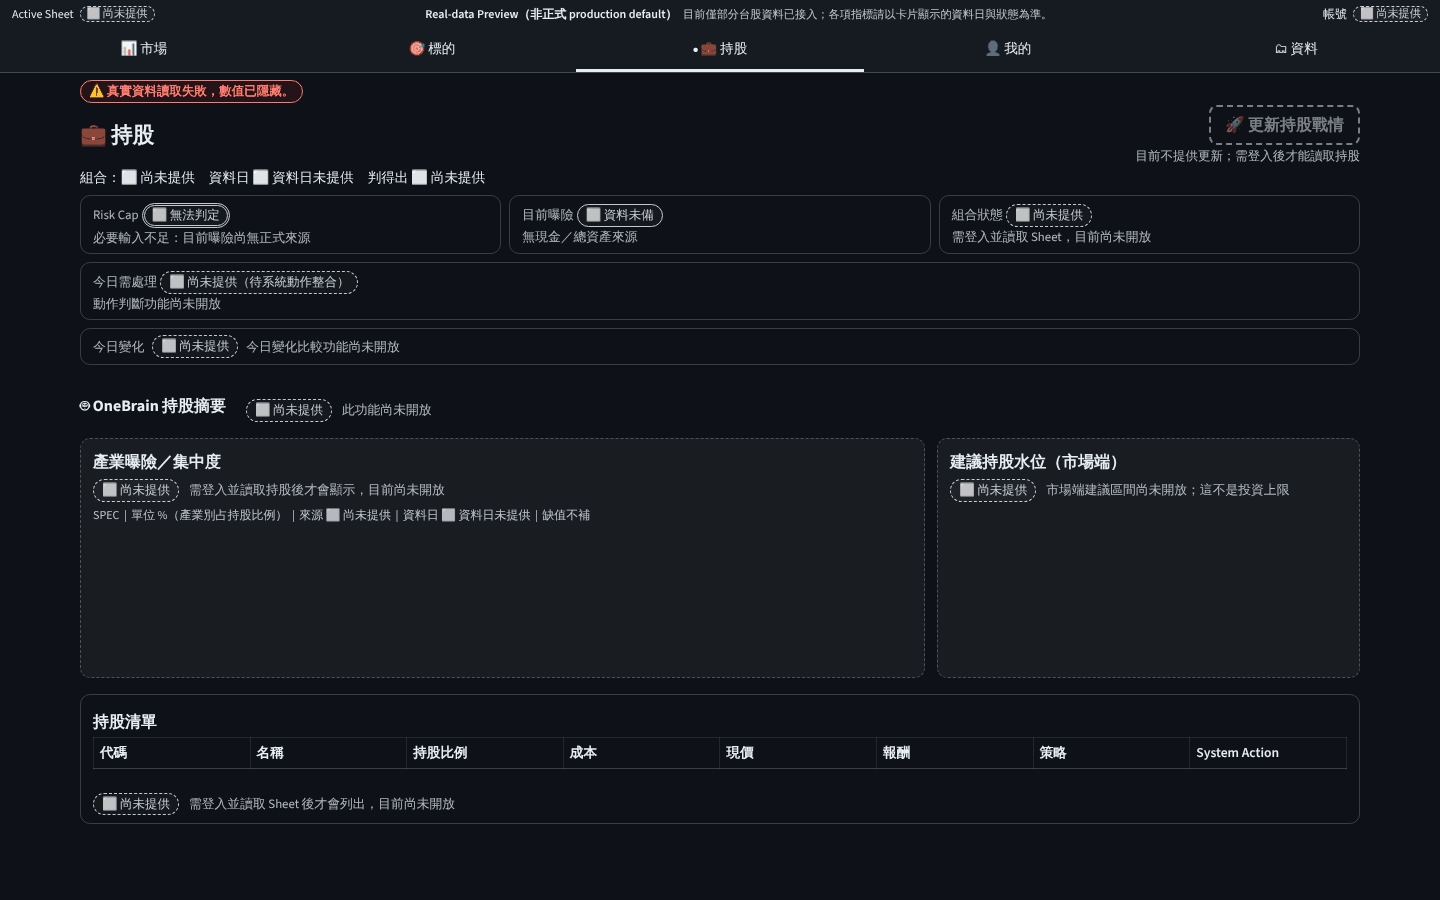 Active Sheet ⬜ 尚未提供
Real-data Preview（非正式 production default） 目前僅部分台股資料已接入；各項指標請以卡片顯示的資料日與狀態為準。
帳號 ⬜ 尚未提供
📊 市場
🎯 標的
● 💼 持股
👤 我的
🗂 資料
⚠️ 真實資料讀取失敗，數值已隱藏。
💼 持股
🚀 更新持股戰情
目前不提供更新；需登入後才能讀取持股
組合：⬜ 尚未提供 資料日 ⬜ 資料日未提供 判得出 ⬜ 尚未提供
Risk Cap ⬜ 無法判定
必要輸入不足：目前曝險尚無正式來源
目前曝險 ⬜ 資料未備
無現金／總資產來源
組合狀態 ⬜ 尚未提供
需登入並讀取 Sheet，目前尚未開放
今日需處理 ⬜ 尚未提供（待系統動作整合）
動作判斷功能尚未開放
今日變化 ⬜ 尚未提供 今日變化比較功能尚未開放
OneBrain 持股摘要 ⬜ 尚未提供 此功能尚未開放
產業曝險／集中度
⬜ 尚未提供 需登入並讀取持股後才會顯示，目前尚未開放
SPEC｜單位 %（產業別占持股比例）｜來源 ⬜ 尚未提供｜資料日 ⬜ 資料日未提供｜缺值不補
建議持股水位（市場端）
⬜ 尚未提供 市場端建議區間尚未開放；這不是投資上限
持股清單
代碼 名稱 持股比例 成本 現價 報酬 策略 System Action
⬜ 尚未提供 需登入並讀取 Sheet 後才會列出，目前尚未開放